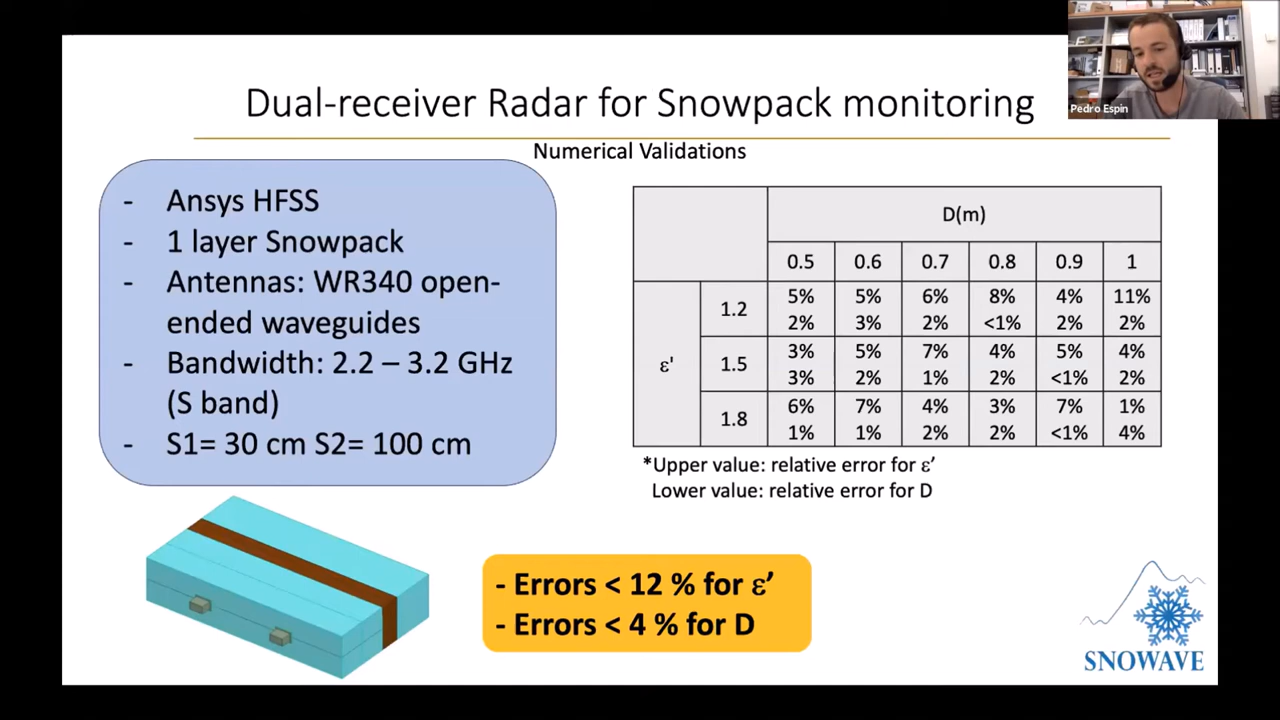 Dual-receiver Radar for Snowpack monitoring
Pedro Espin
Numerical Validations
- Ansys HFSS
- 1 layer Snowpack
- Antennas: WR340 open-
ended waveguides
- Bandwidth: 2.2 – 3.2 GHz
(S band)
- S1= 30 cm S2= 100 cm
D(m)
0.5 0.6 0.7 0.8 0.9 1
ε' 1.2 5% 5% 6% 8% 4% 11%
2% 3% 2% <1% 2% 2%
1.5 3% 5% 7% 4% 5% 4%
3% 2% 1% 2% <1% 2%
1.8 6% 7% 4% 3% 7% 1%
1% 1% 2% 2% <1% 4%
*Upper value: relative error for ε’
Lower value: relative error for D
- Errors < 12 % for ε’
- Errors < 4 % for D
SNOWAVE